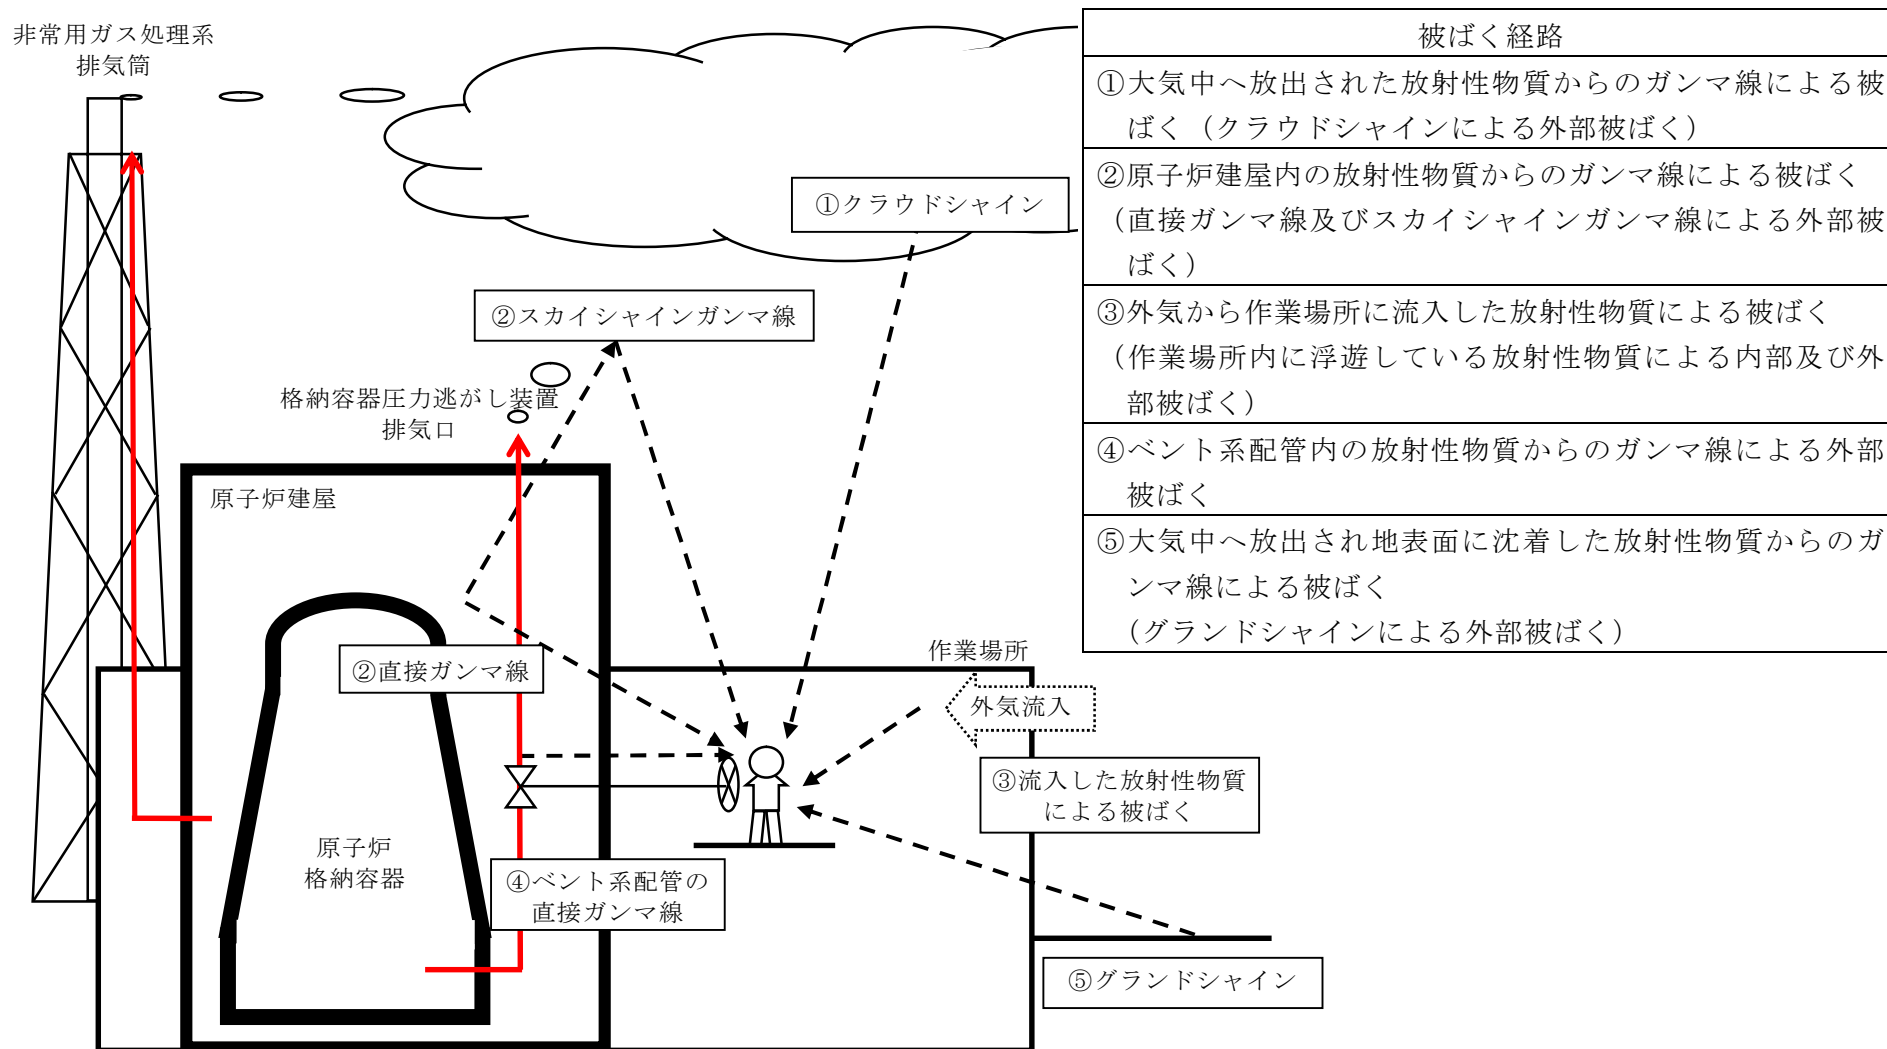 非常用ガス処理系
排気筒
①クラウドシャイン
②スカイシャインガンマ線
格納容器圧力逃がし装置
排気口
原子炉建屋
②直接ガンマ線
作業場所
外気流入
③流入した放射性物質
による被ばく
原子炉
格納容器
④ベント系配管の
直接ガンマ線
⑤グランドシャイン
被ばく経路
①大気中へ放出された放射性物質からのガンマ線による被
ばく（クラウドシャインによる外部被ばく）
②原子炉建屋内の放射性物質からのガンマ線による被ばく
（直接ガンマ線及びスカイシャインガンマ線による外部被
ばく）
③外気から作業場所に流入した放射性物質による被ばく
（作業場所内に浮遊している放射性物質による内部及び外
部被ばく）
④ベント系配管内の放射性物質からのガンマ線による外部
被ばく
⑤大気中へ放出され地表面に沈着した放射性物質からのガ
ンマ線による被ばく
（グランドシャインによる外部被ばく）